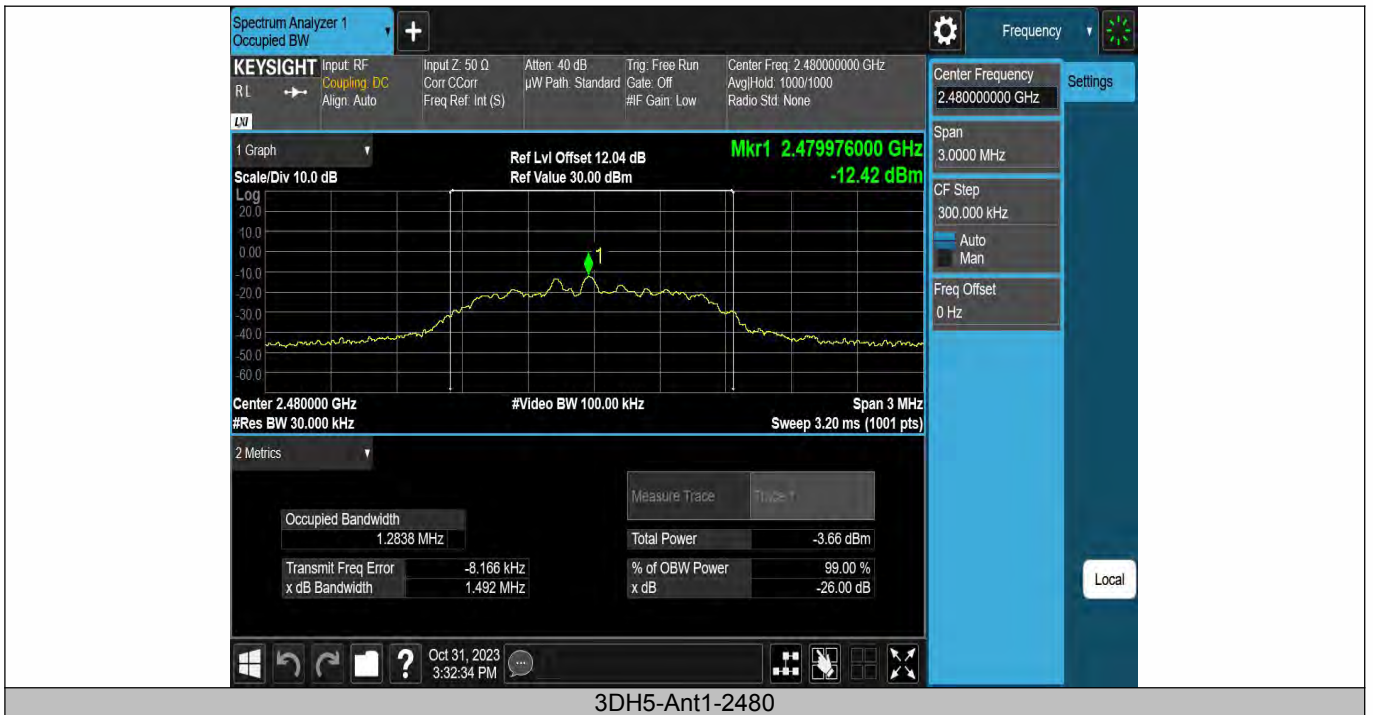 Spectrum Analyzer 1
Occupied BW
Frequency
KEYSIGHT
Input: RF
Coupling: DC
Align: Auto
Input Z: 50 Ω
Corr CCorr
Freq Ref: Int (S)
Atten: 40 dB
µW Path: Standard
Trig: Free Run
Gate: Off
#IF Gain: Low
Center Freq: 2.480000000 GHz
Avg|Hold: 1000/1000
Radio Std: None
R L
LXI
Center Frequency
2.480000000 GHz
Settings
Span
3.0000 MHz
CF Step
300.000 kHz
Auto
Man
Freq Offset
0 Hz
Local
1 Graph
Scale/Div 10.0 dB
Ref Lvl Offset 12.04 dB
Ref Value 30.00 dBm
Mkr1 2.479976000 GHz
-12.42 dBm
Log
20.0
10.0
0.00
-10.0
-20.0
-30.0
-40.0
-50.0
-60.0
1
Center 2.480000 GHz
#Res BW 30.000 kHz
#Video BW 100.00 kHz
Span 3 MHz
Sweep 3.20 ms (1001 pts)
2 Metrics
Measure Trace
Trace 1
Occupied Bandwidth
1.2838 MHz
Total Power -3.66 dBm
Transmit Freq Error -8.166 kHz
% of OBW Power 99.00 %
x dB Bandwidth 1.492 MHz
x dB -26.00 dB
?
Oct 31, 2023
3:32:34 PM
3DH5-Ant1-2480